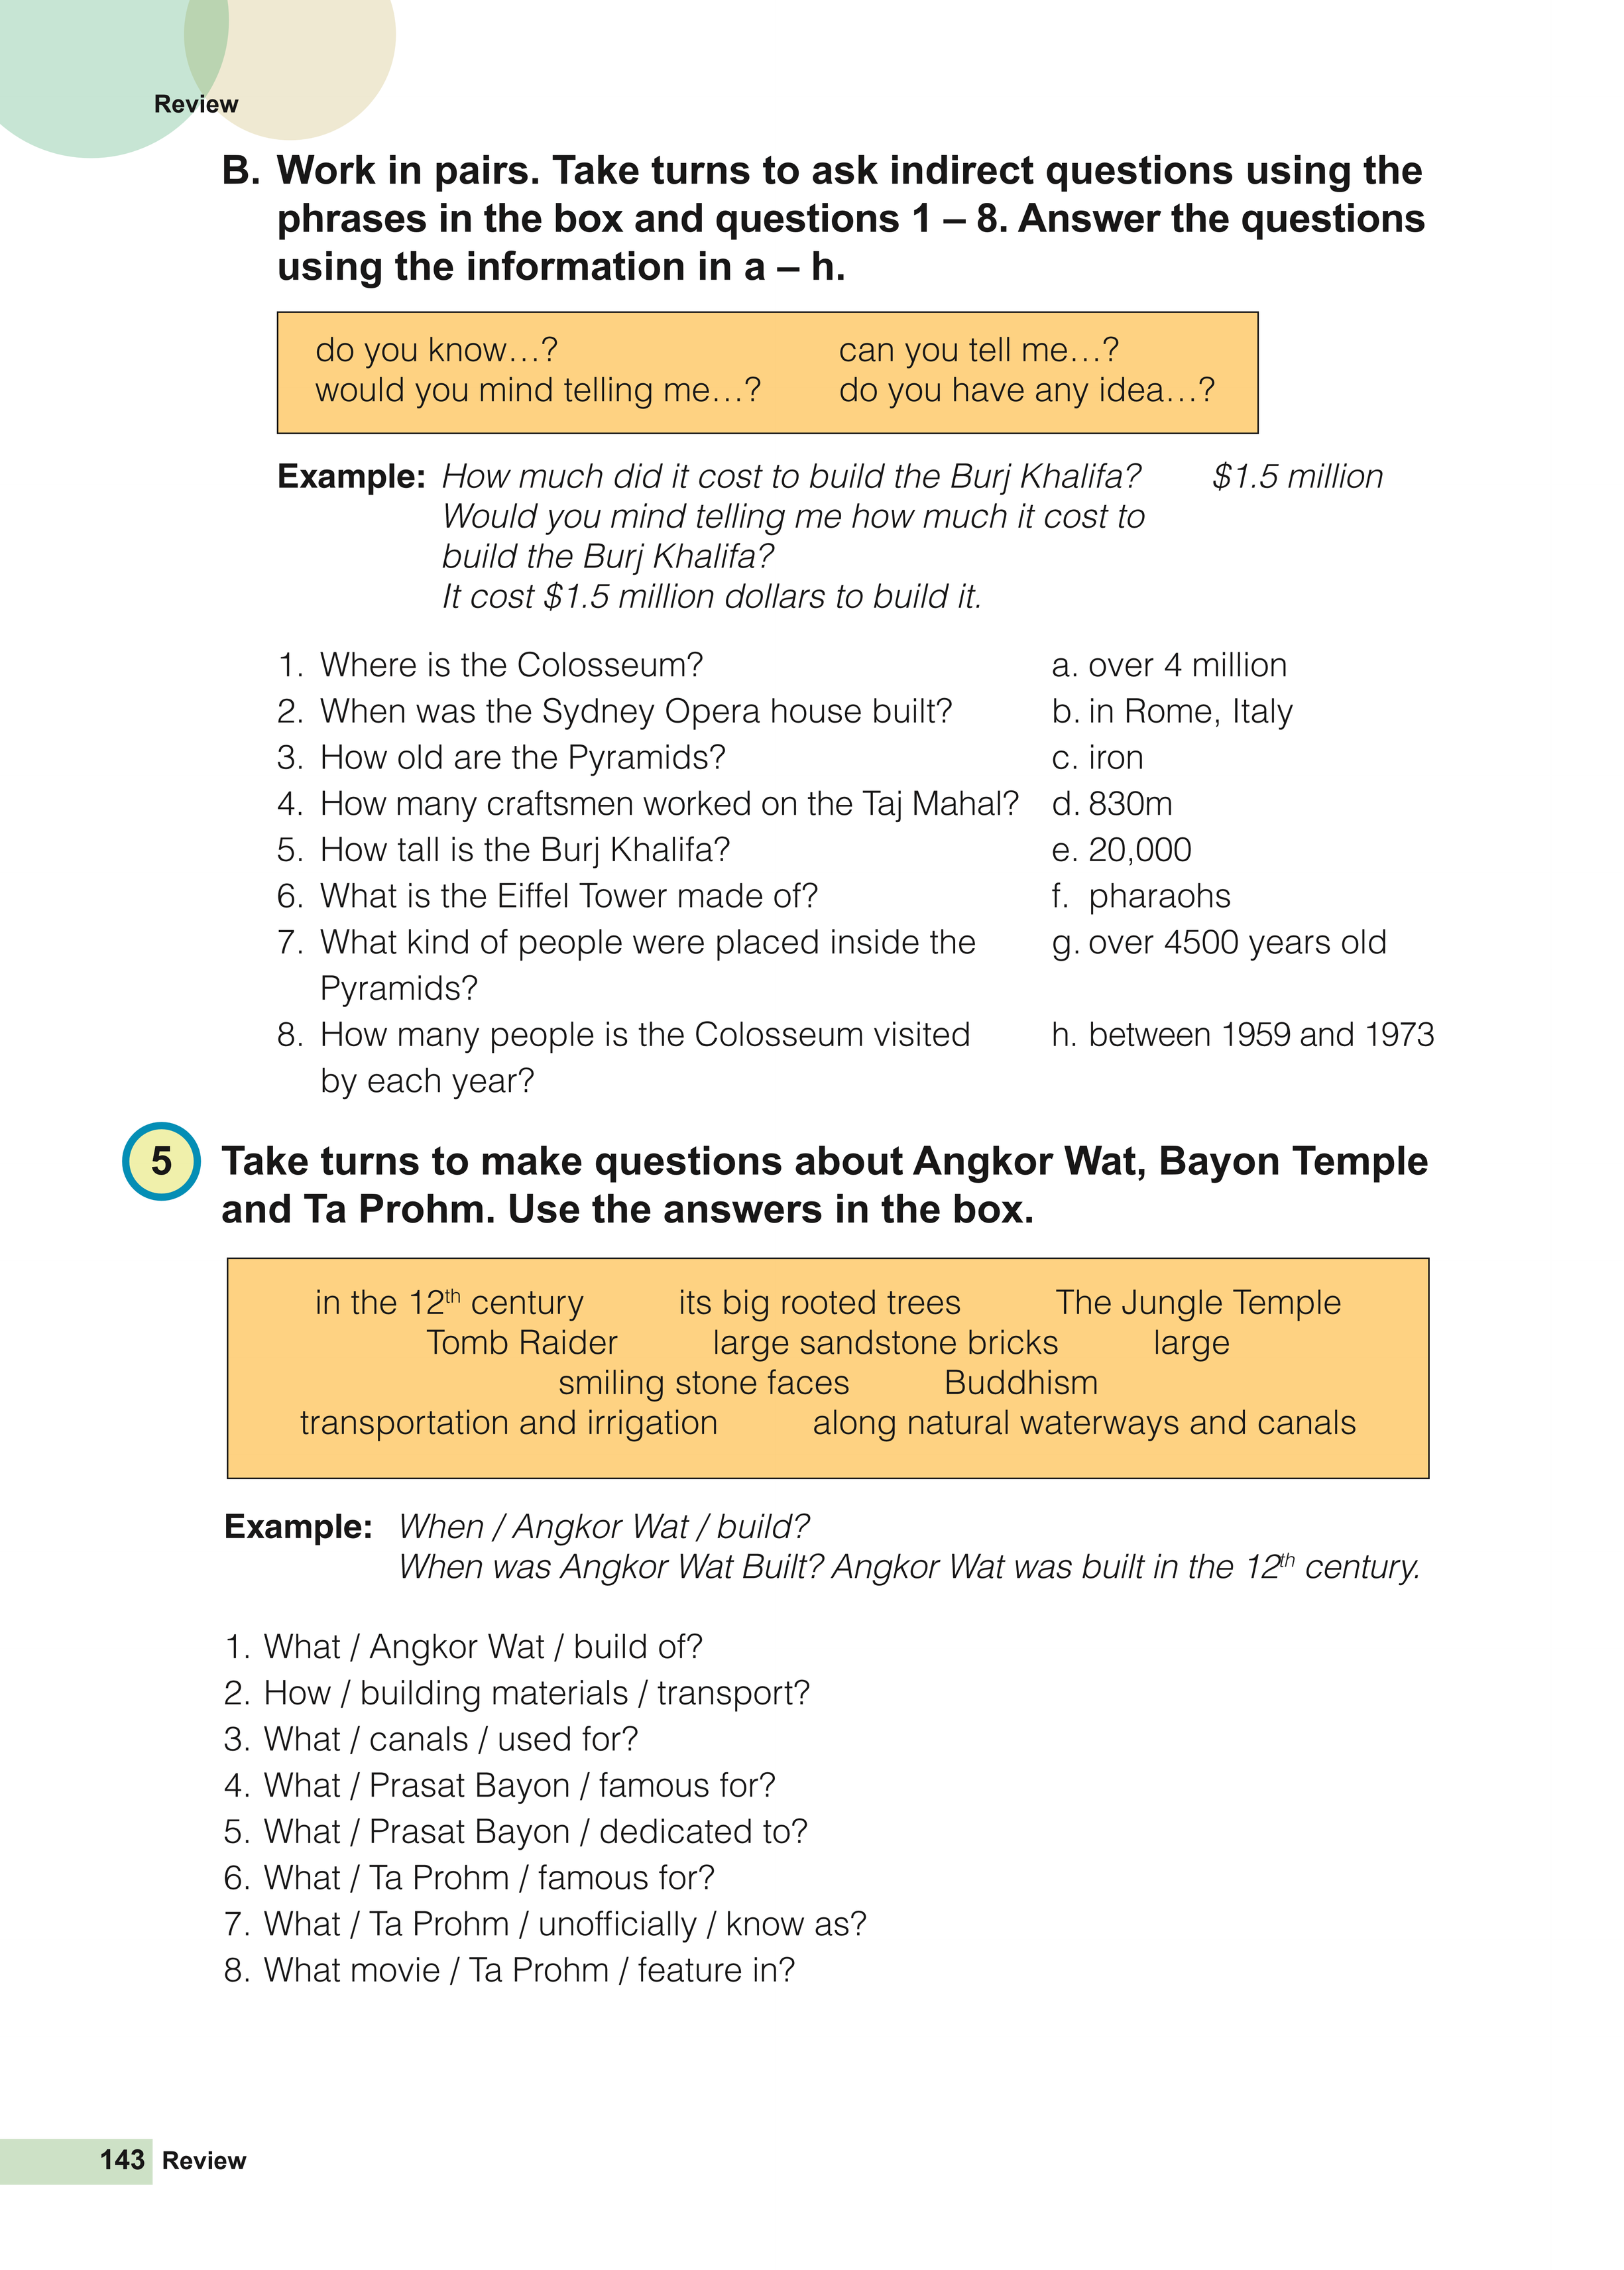 Review
B. Work in pairs. Take turns to ask indirect questions using the
phrases in the box and questions 1 – 8. Answer the questions
using the information in a – h.
do you know…? can you tell me…?
would you mind telling me…? do you have any idea…?
Example: How much did it cost to build the Burj Khalifa? $1.5 million
Would you mind telling me how much it cost to
build the Burj Khalifa?
It cost $1.5 million dollars to build it.
1. Where is the Colosseum? a. over 4 million
2. When was the Sydney Opera house built? b. in Rome, Italy
3. How old are the Pyramids? c. iron
4. How many craftsmen worked on the Taj Mahal? d. 830m
5. How tall is the Burj Khalifa? e. 20,000
6. What is the Eiffel Tower made of? f. pharaohs
7. What kind of people were placed inside the g. over 4500 years old
Pyramids?
8. How many people is the Colosseum visited h. between 1959 and 1973
by each year?
5 Take turns to make questions about Angkor Wat, Bayon Temple
and Ta Prohm. Use the answers in the box.
in the 12th century its big rooted trees The Jungle Temple
Tomb Raider large sandstone bricks large
smiling stone faces Buddhism
transportation and irrigation along natural waterways and canals
Example: When / Angkor Wat / build?
When was Angkor Wat Built? Angkor Wat was built in the 12th century.
1. What / Angkor Wat / build of?
2. How / building materials / transport?
3. What / canals / used for?
4. What / Prasat Bayon / famous for?
5. What / Prasat Bayon / dedicated to?
6. What / Ta Prohm / famous for?
7. What / Ta Prohm / unofficially / know as?
8. What movie / Ta Prohm / feature in?
143 Review